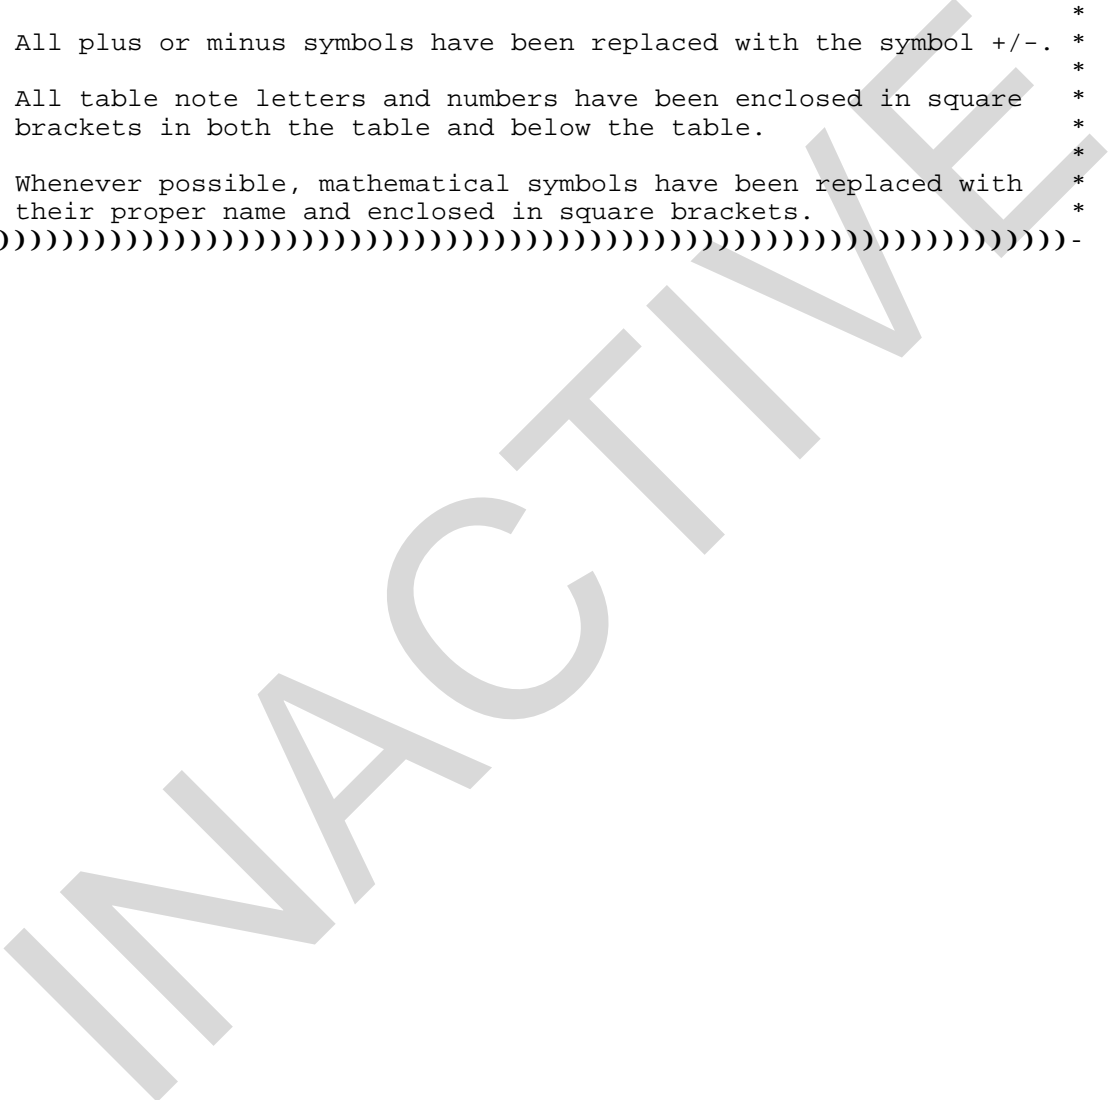 *
All plus or minus symbols have been replaced with the symbol +/-. *
*
All table note letters and numbers have been enclosed in square *
brackets in both the table and below the table. *
*
Whenever possible, mathematical symbols have been replaced with *
their proper name and enclosed in square brackets. *
)))))))))))))))))))))))))))))))))))))))))))))))))))))))))))))))))))-
INACTIVE